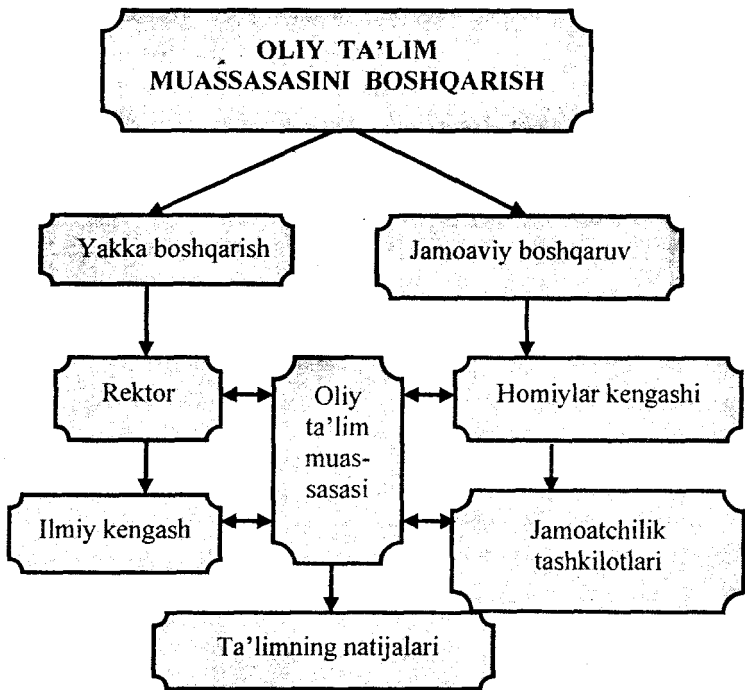 OLIY TA’LIM
MUASSASASINI BOSHQARISH
Yakka boshqarish
Jamoaviy boshqaruv
Rektor
Oliy
ta’lim
muas-
sasasi
Homiylar kengashi
Ilmiy kengash
Jamoatchilik
tashkilotlari
Ta’limning natijalari